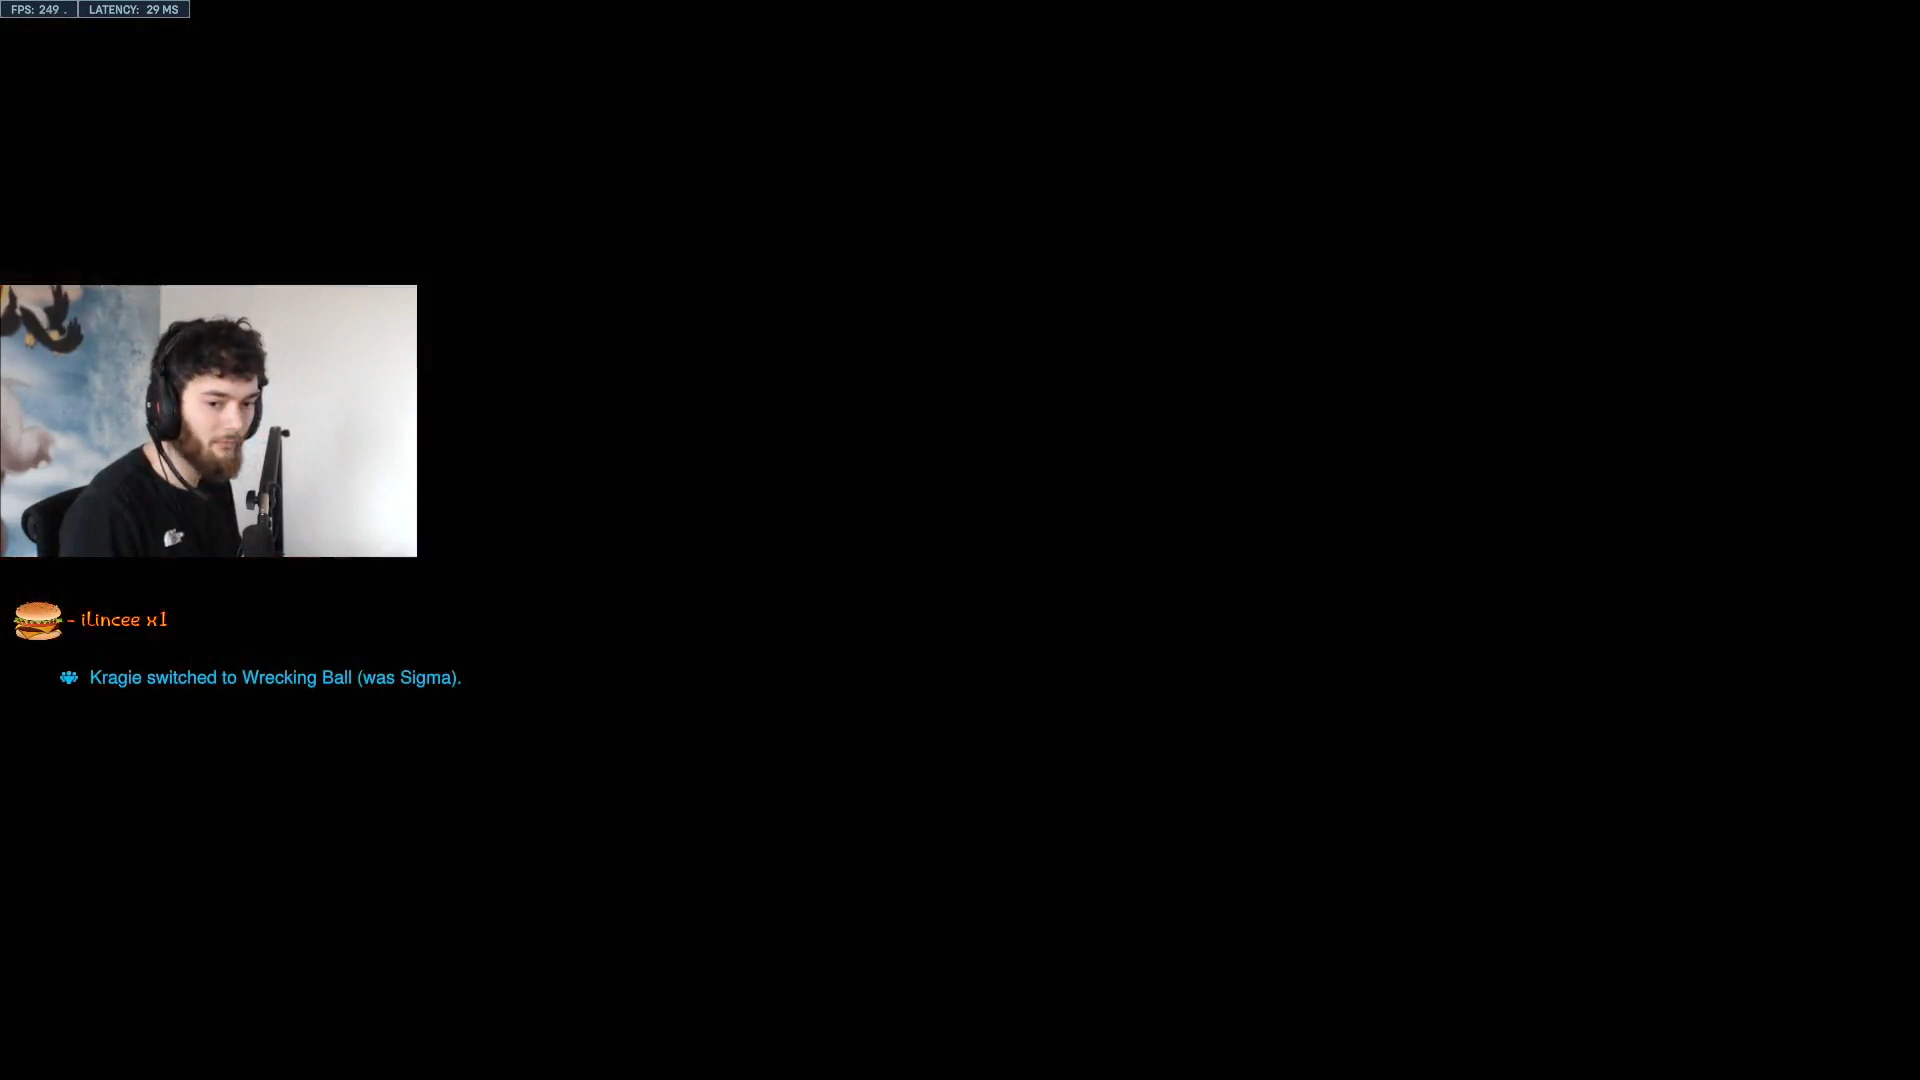 FPS: 249 . LATENCY: 29 MS
- iLincee x1
Kragie switched to Wrecking Ball (was Sigma).